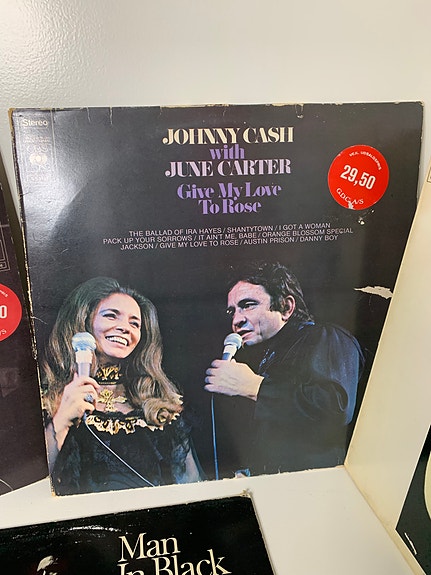 Stereo
JOHNNY CASH
with
JUNE CARTER
Give My Love
To Rose
29,50
G.D.C. A/S
THE BALLAD OF IRA HAYES / SHANTYTOWN / I GOT A WOMAN
PACK UP YOUR SORROWS / IT AIN'T ME, BABE / ORANGE BLOSSOM SPECIAL
JACKSON / GIVE MY LOVE TO ROSE / AUSTIN PRISON / DANNY BOY
0
A/S
Man
In Black